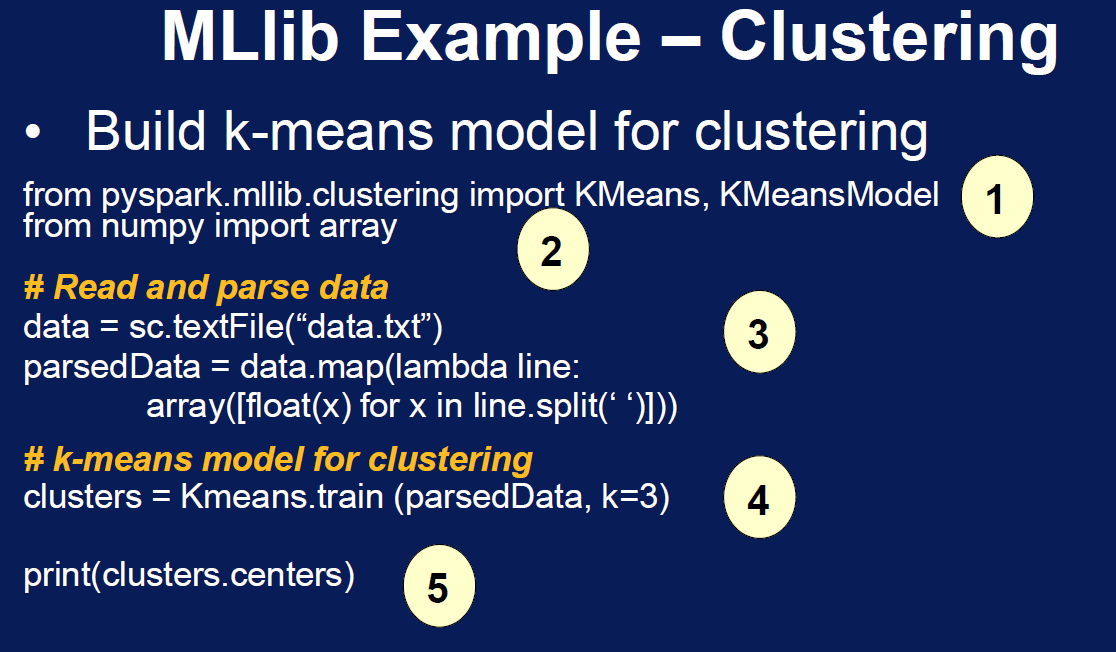 MLlib Example – Clustering
• Build k-means model for clustering
from pyspark.mllib.clustering import KMeans, KMeansModel
1
from numpy import array
2
# Read and parse data
data = sc.textFile(“data.txt”)
3
parsedData = data.map(lambda line:
array([float(x) for x in line.split(‘ ‘)]))
# k-means model for clustering
clusters = Kmeans.train (parsedData, k=3)
4
print(clusters.centers)
5